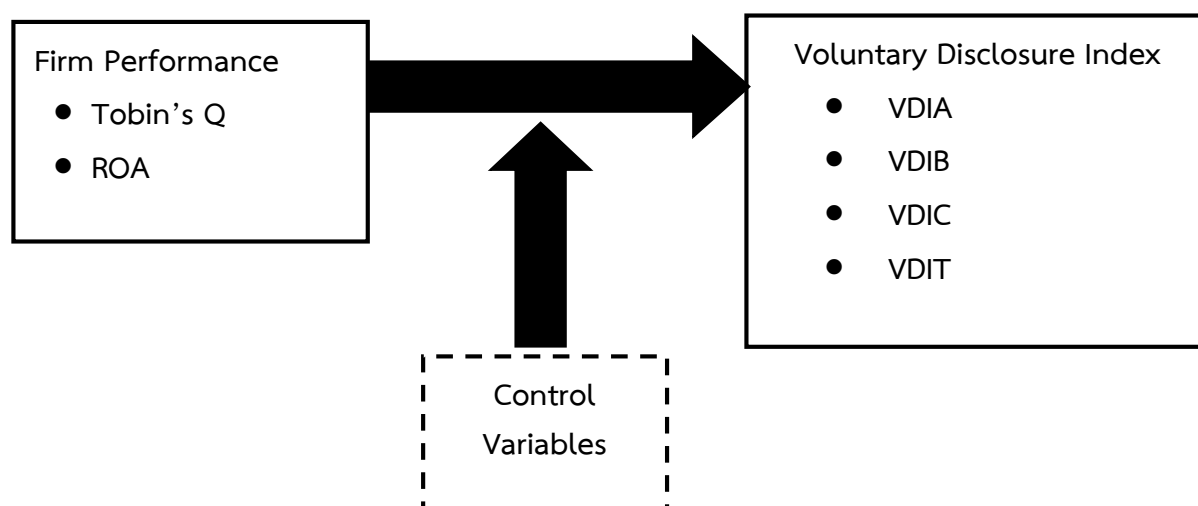 Firm Performance
● Tobin's Q
● ROA
Voluntary Disclosure Index
● VDIA
● VDIB
● VDIC
● VDIT
Control
Variables